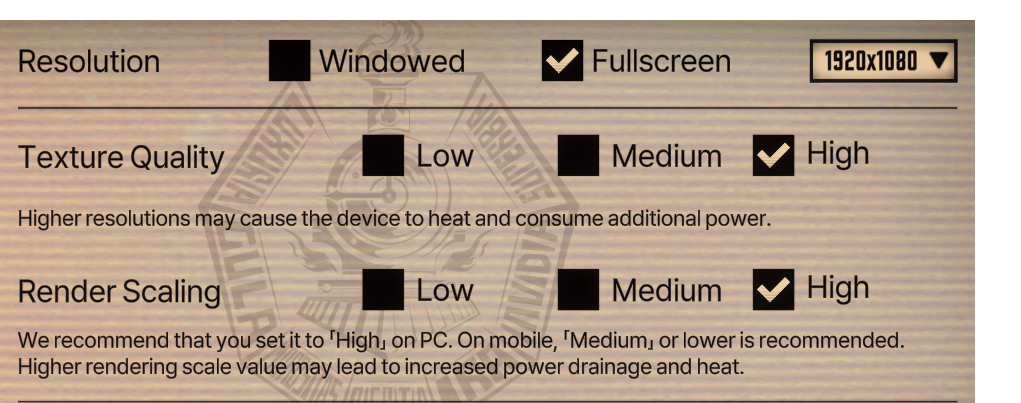 Resolution Windowed Fullscreen 1920x1080
Texture Quality Low Medium High
Higher resolutions may cause the device to heat and consume additional power.
Render Scaling Low Medium High
We recommend that you set it to ｢High｣ on PC. On mobile, ｢Medium｣ or lower is recommended.
Higher rendering scale value may lead to increased power drainage and heat.